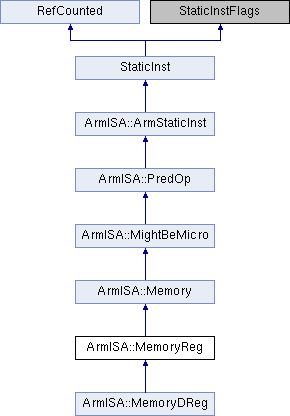 RefCounted
StaticInstFlags
StaticInst
ArmISA::ArmStaticInst
ArmISA::PredOp
ArmISA::MightBeMicro
ArmISA::Memory
ArmISA::MemoryReg
ArmISA::MemoryDReg